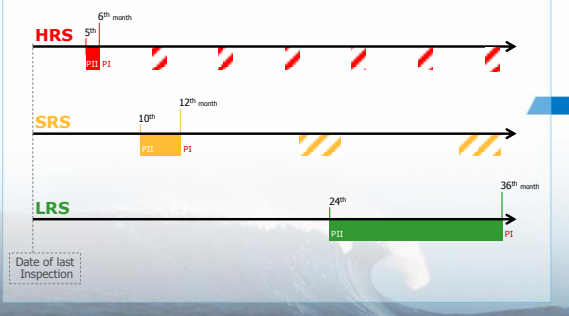 6th month
HRS 5th
PII PI
12th month
SRS 10th
PII PI
36th month
LRS 24th
PII PI
Date of last
Inspection